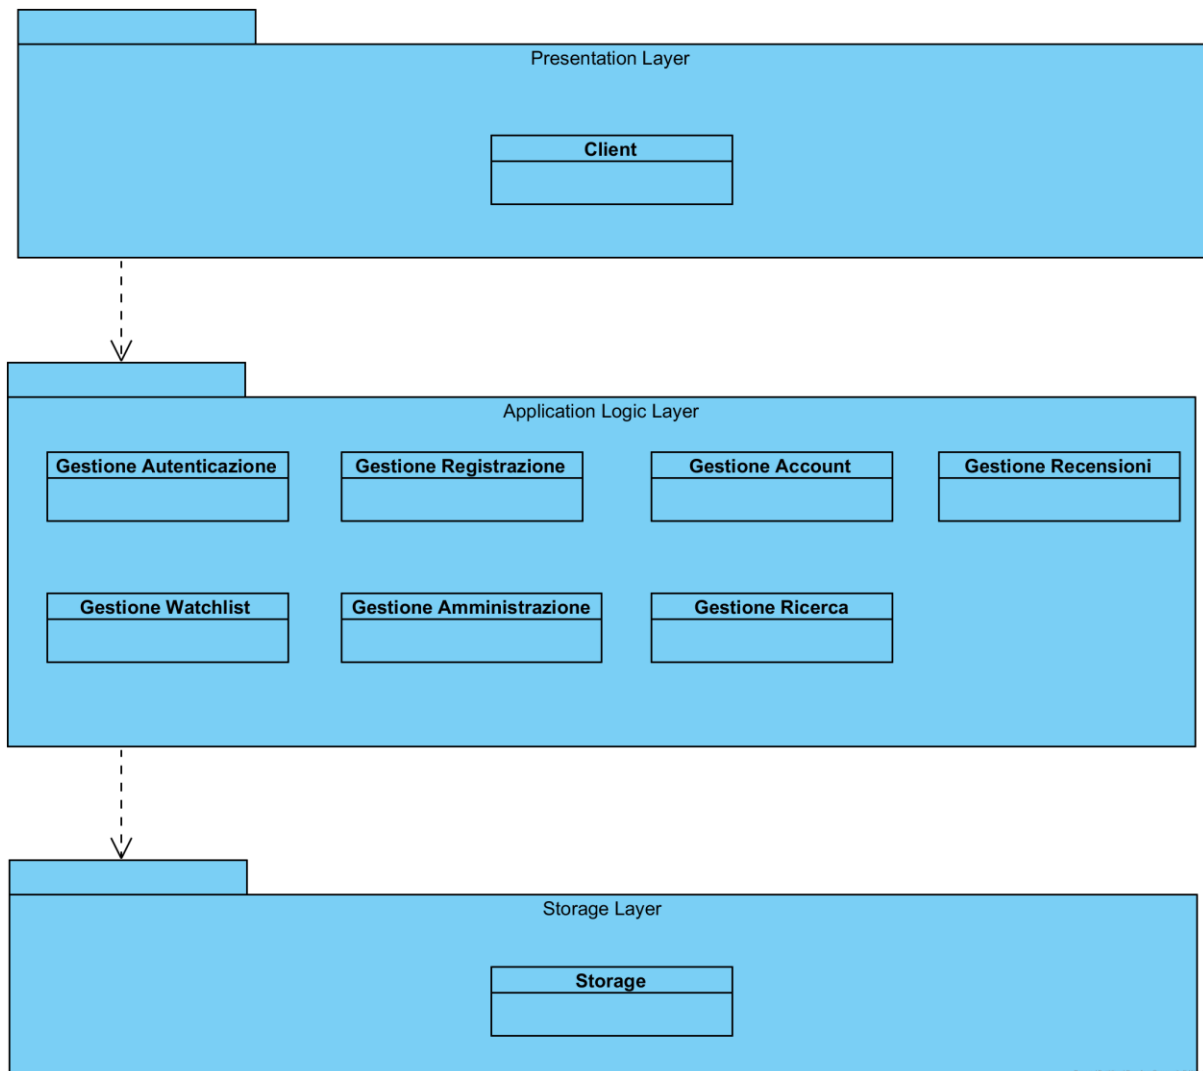 Presentation Layer
Client
Application Logic Layer
Gestione Autenticazione
Gestione Registrazione
Gestione Account
Gestione Recensioni
Gestione Watchlist
Gestione Amministrazione
Gestione Ricerca
Storage Layer
Storage